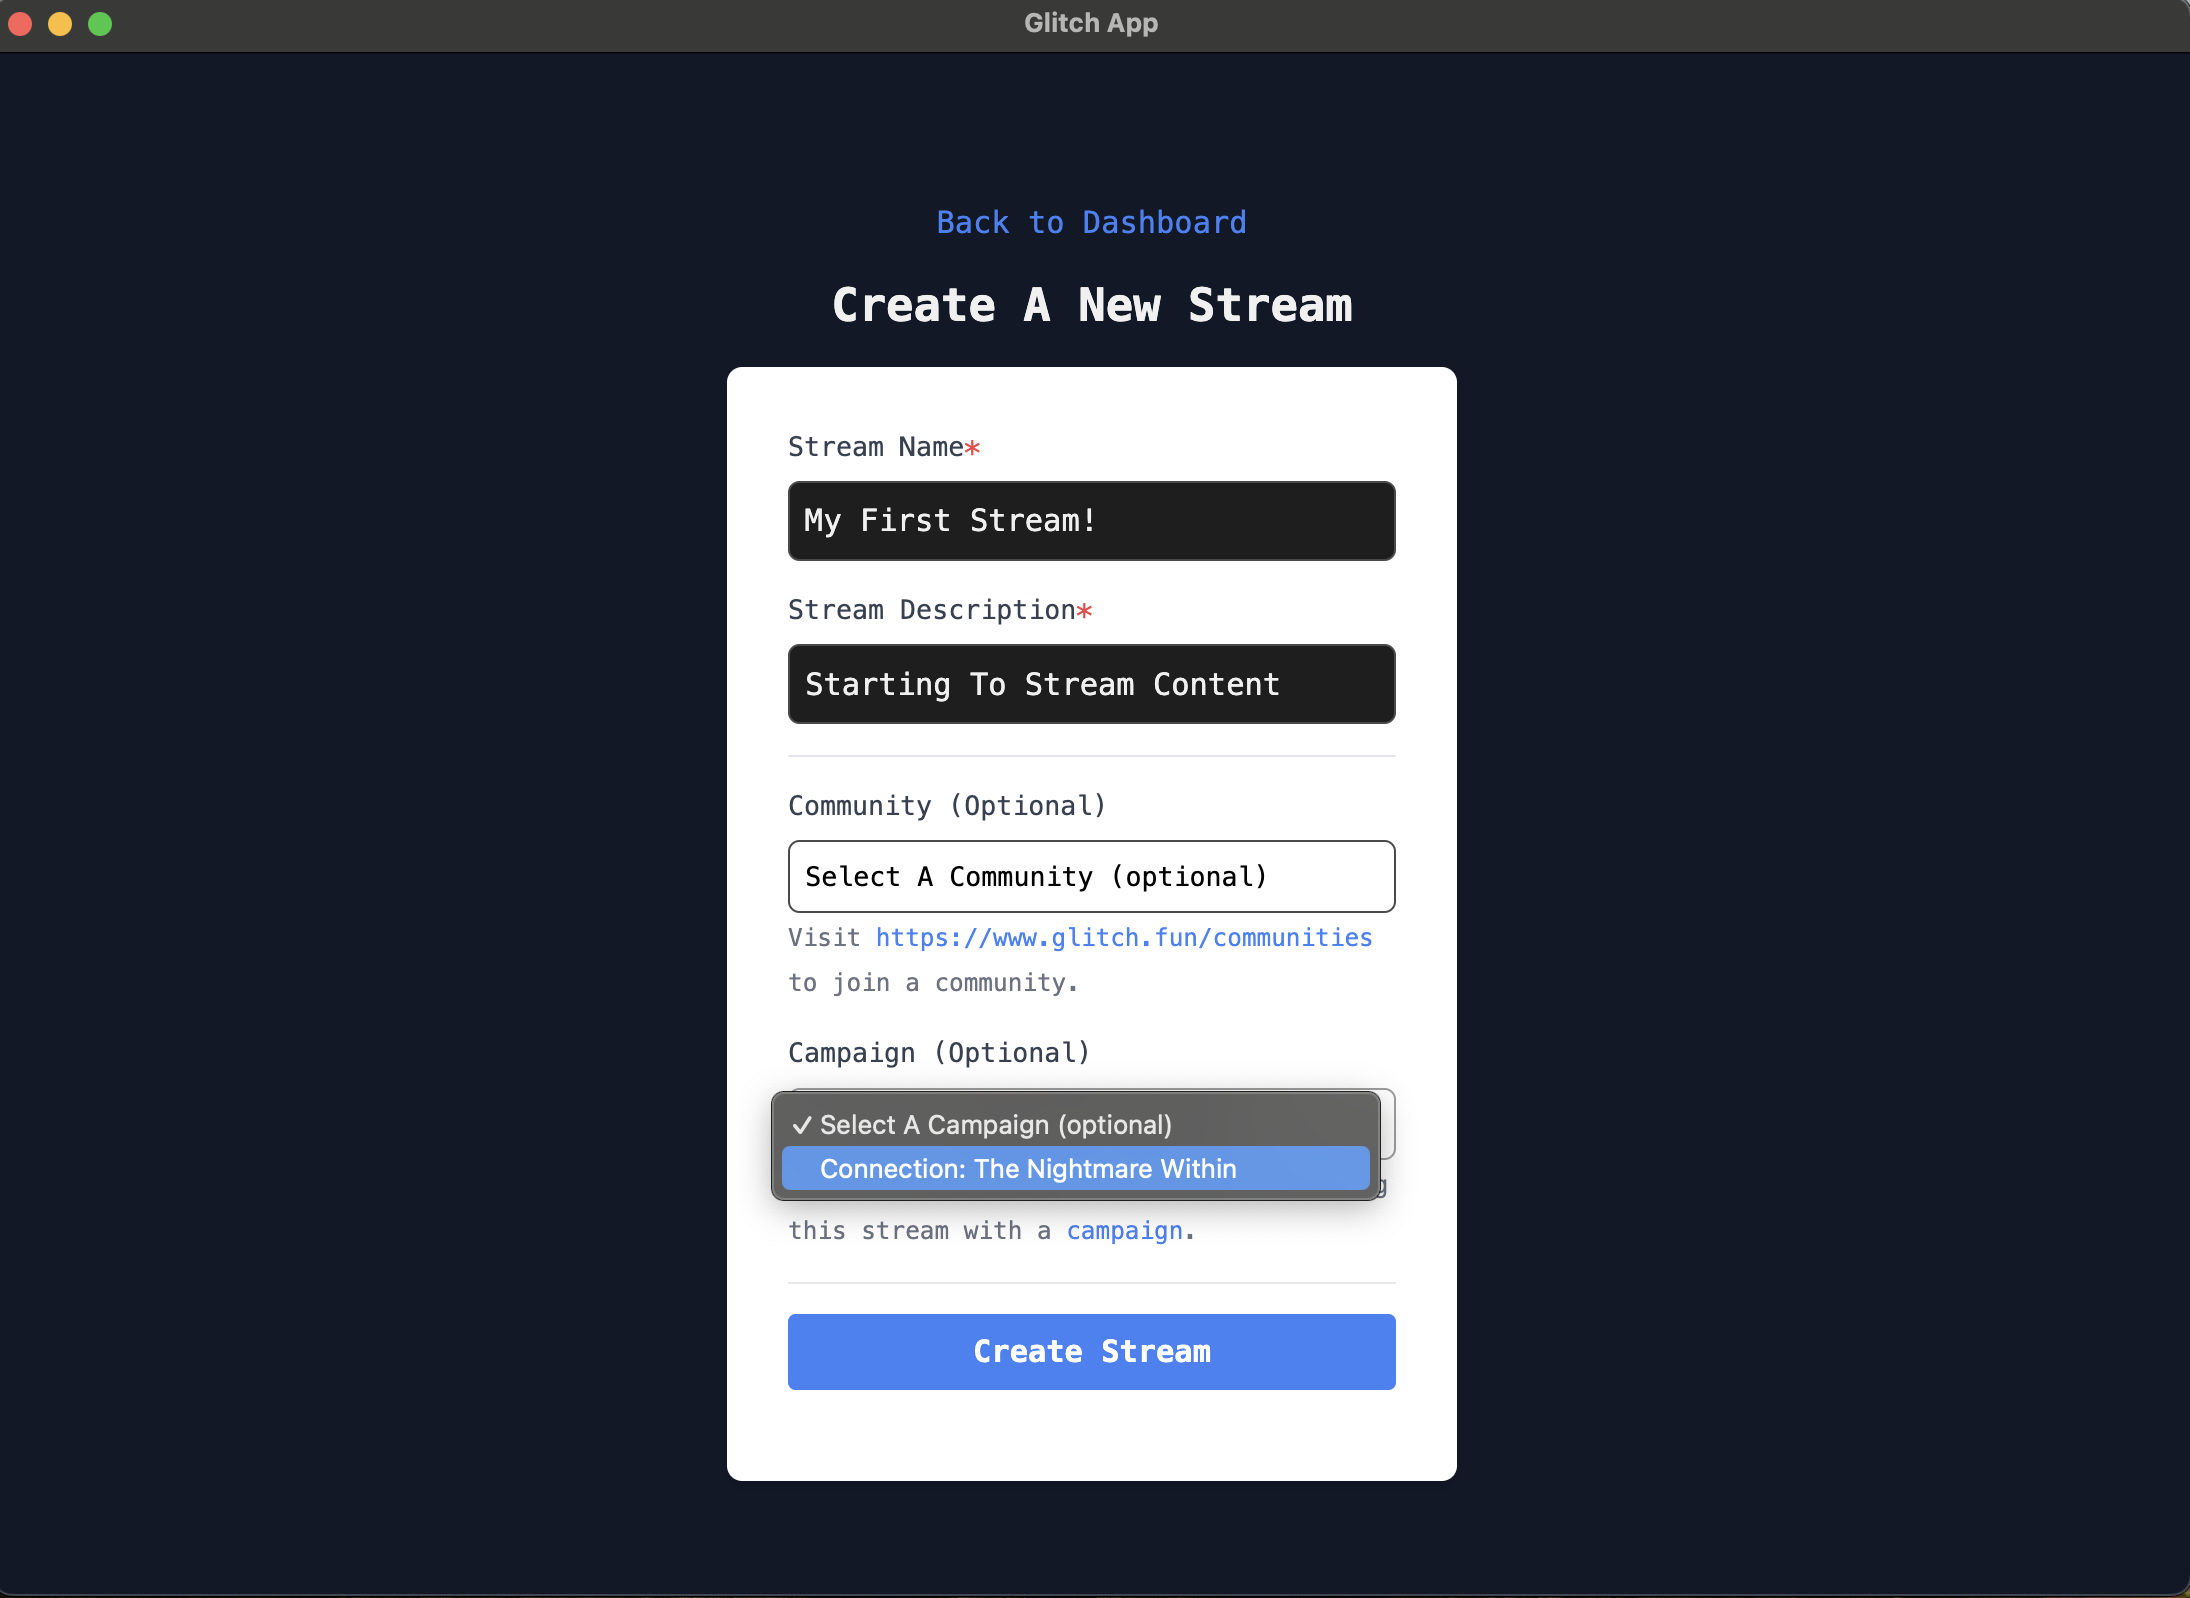 Glitch App
Back to Dashboard
Create A New Stream
Stream Name*
My First Stream!
Stream Description*
Starting To Stream Content
Community (Optional)
Select A Community (optional)
Visit https://www.glitch.fun/communities
to join a community.
Campaign (Optional)
✓ Select A Campaign (optional)
Connection: The Nightmare Within
this stream with a campaign.
Create Stream